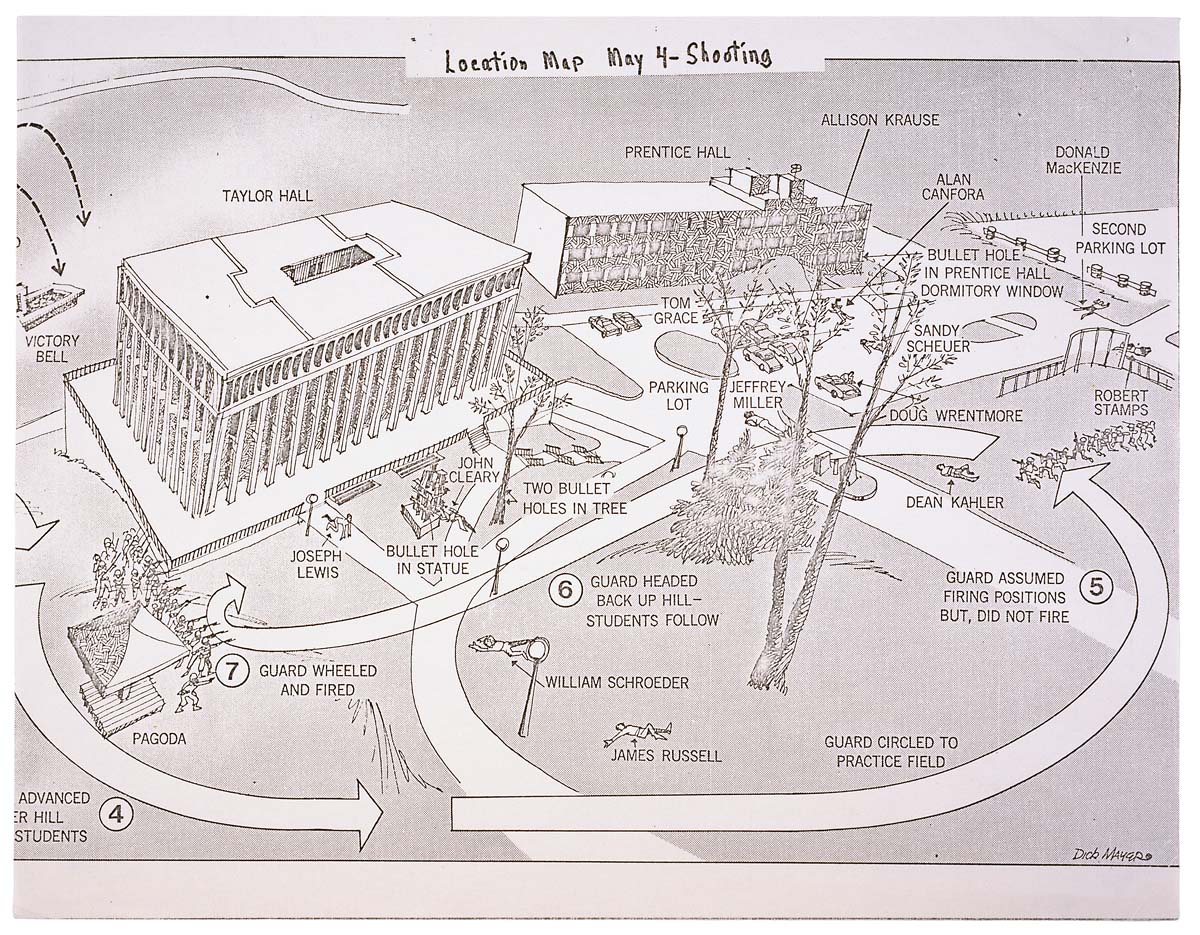 Location Map May 4-Shooting
ALLISON KRAUSE
PRENTICE HALL
DONALD
MacKENZIE
TAYLOR HALL
ALAN
CANFORA
SECOND
PARKING LOT
BULLET HOLE
IN PRENTICE HALL
DORMITORY WINDOW
TOM
GRACE
VICTORY
BELL
SANDY
SCHEUER
PARKING
LOT
JEFFREY
MILLER
ROBERT
STAMPS
DOUG WRENTMORE
JOHN
CLEARY
TWO BULLET
HOLES IN TREE
DEAN KAHLER
JOSEPH
LEWIS
BULLET HOLE
IN STATUE
6
GUARD HEADED
BACK UP HILL—
STUDENTS FOLLOW
GUARD ASSUMED
FIRING POSITIONS
BUT, DID NOT FIRE
5
7
GUARD WHEELED
AND FIRED
WILLIAM SCHROEDER
PAGODA
JAMES RUSSELL
GUARD CIRCLED TO
PRACTICE FIELD
ADVANCED
ER HILL
STUDENTS
4
Dick MAYER